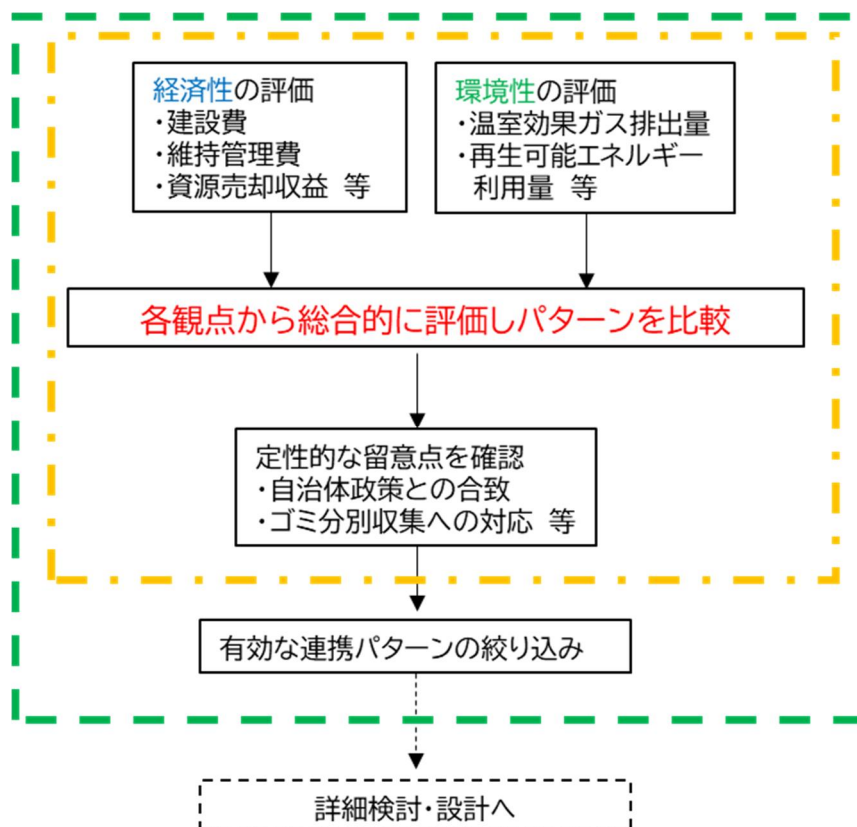 経済性の評価
・建設費
・維持管理費
・資源売却収益 等
環境性の評価
・温室効果ガス排出量
・再生可能エネルギー
利用量 等
各観点から総合的に評価しパターンを比較
定性的な留意点を確認
・自治体政策との合致
・ゴミ分別収集への対応 等
有効な連携パターンの絞り込み
詳細検討・設計へ